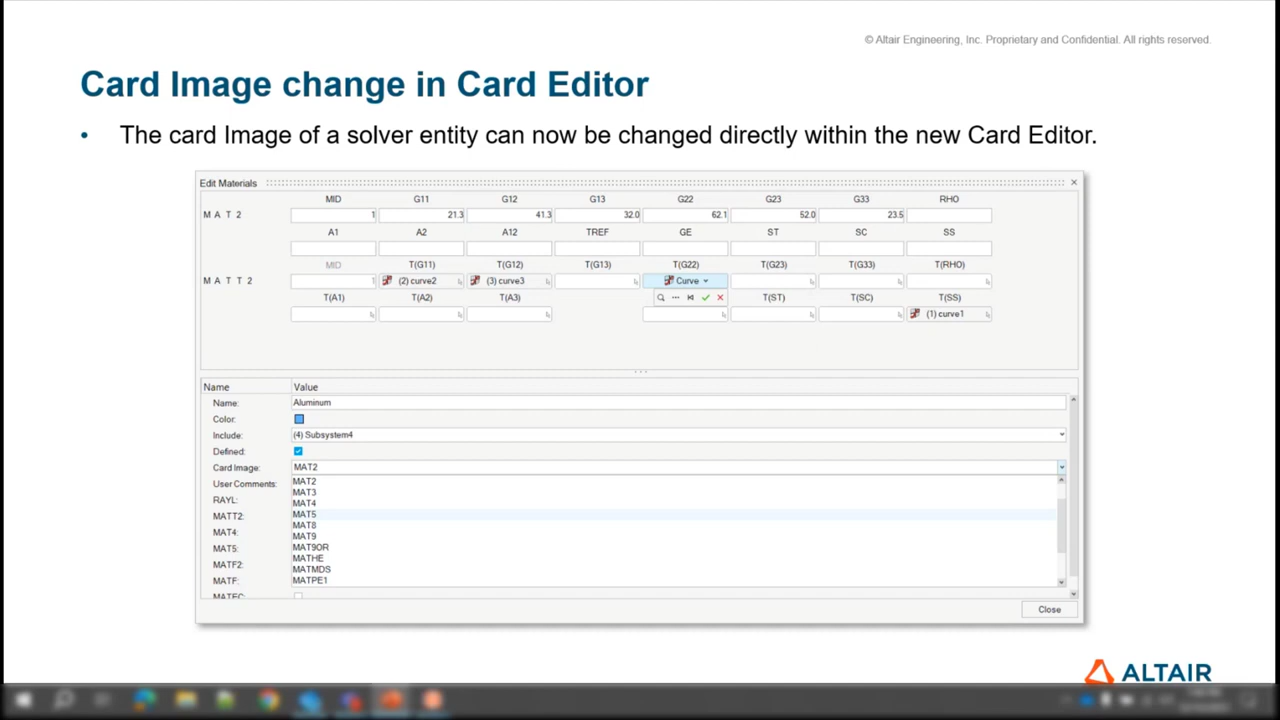 © Altair Engineering, Inc. Proprietary and Confidential. All rights reserved.
Card Image change in Card Editor
• The card Image of a solver entity can now be changed directly within the new Card Editor.
Edit Materials
MID G11 G12 G13 G22 G23 G33 RHO
MAT2 1 21.3 41.3 32.0 62.1 52.0 23.5
A1 A2 A12 TREF GE ST SC SS
MID T(G11) T(G12) T(G13) T(G22) T(G23) T(G33) T(RHO)
MATT2 1 (2) curve2 (3) curve3 Curve
T(A1) T(A2) T(A3) T(ST) T(SC) T(SS)
(1) curve1
Name Value
Name: Aluminum
Color:
Include: (4) Subsystem4
Defined:
Card Image: MAT2
User Comments: MAT2
MAT3
RAYL: MAT4
MATT2: MAT5
MAT8
MAT4: MAT9
MAT5: MAT9OR
MATHE
MATF2: MATMDS
MATF: MATPE1
MATEC:
Close
ALTAIR